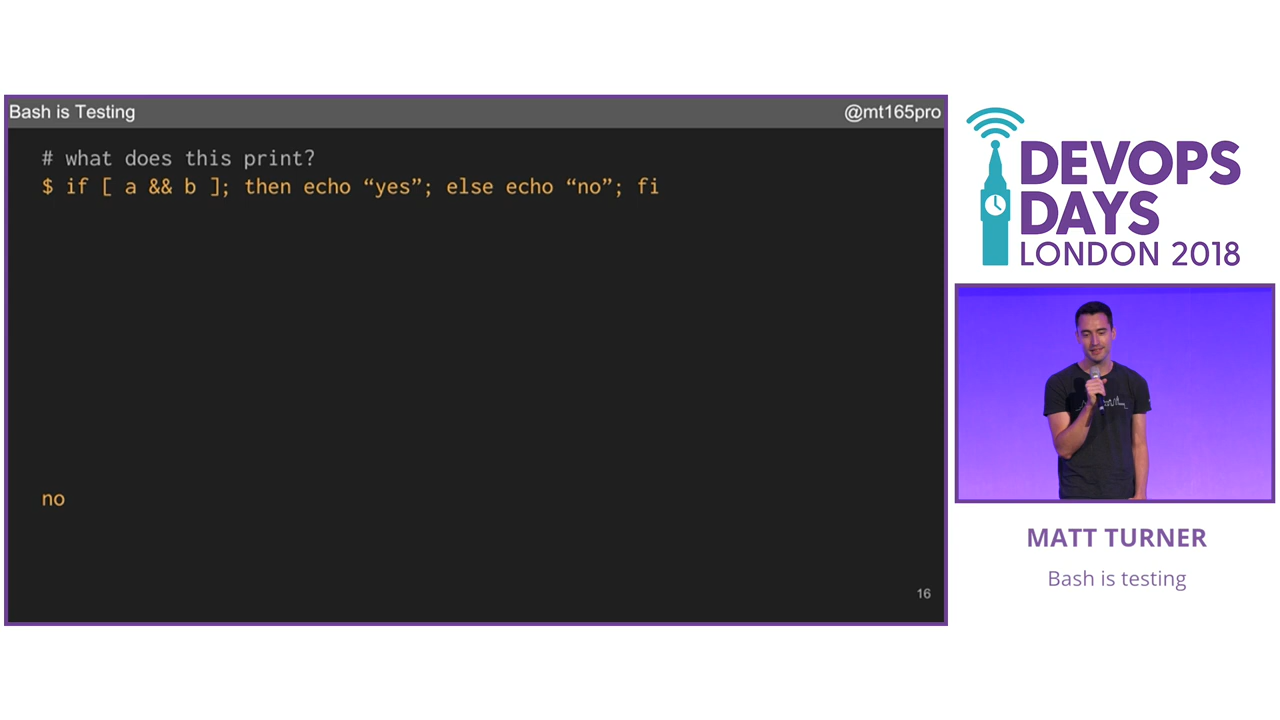 Bash is Testing
@mt165pro
# what does this print?
$ if [ a && b ]; then echo “yes”; else echo “no”; fi
no
16
DEVOPS
DAYS
LONDON 2018
MATT TURNER
Bash is testing